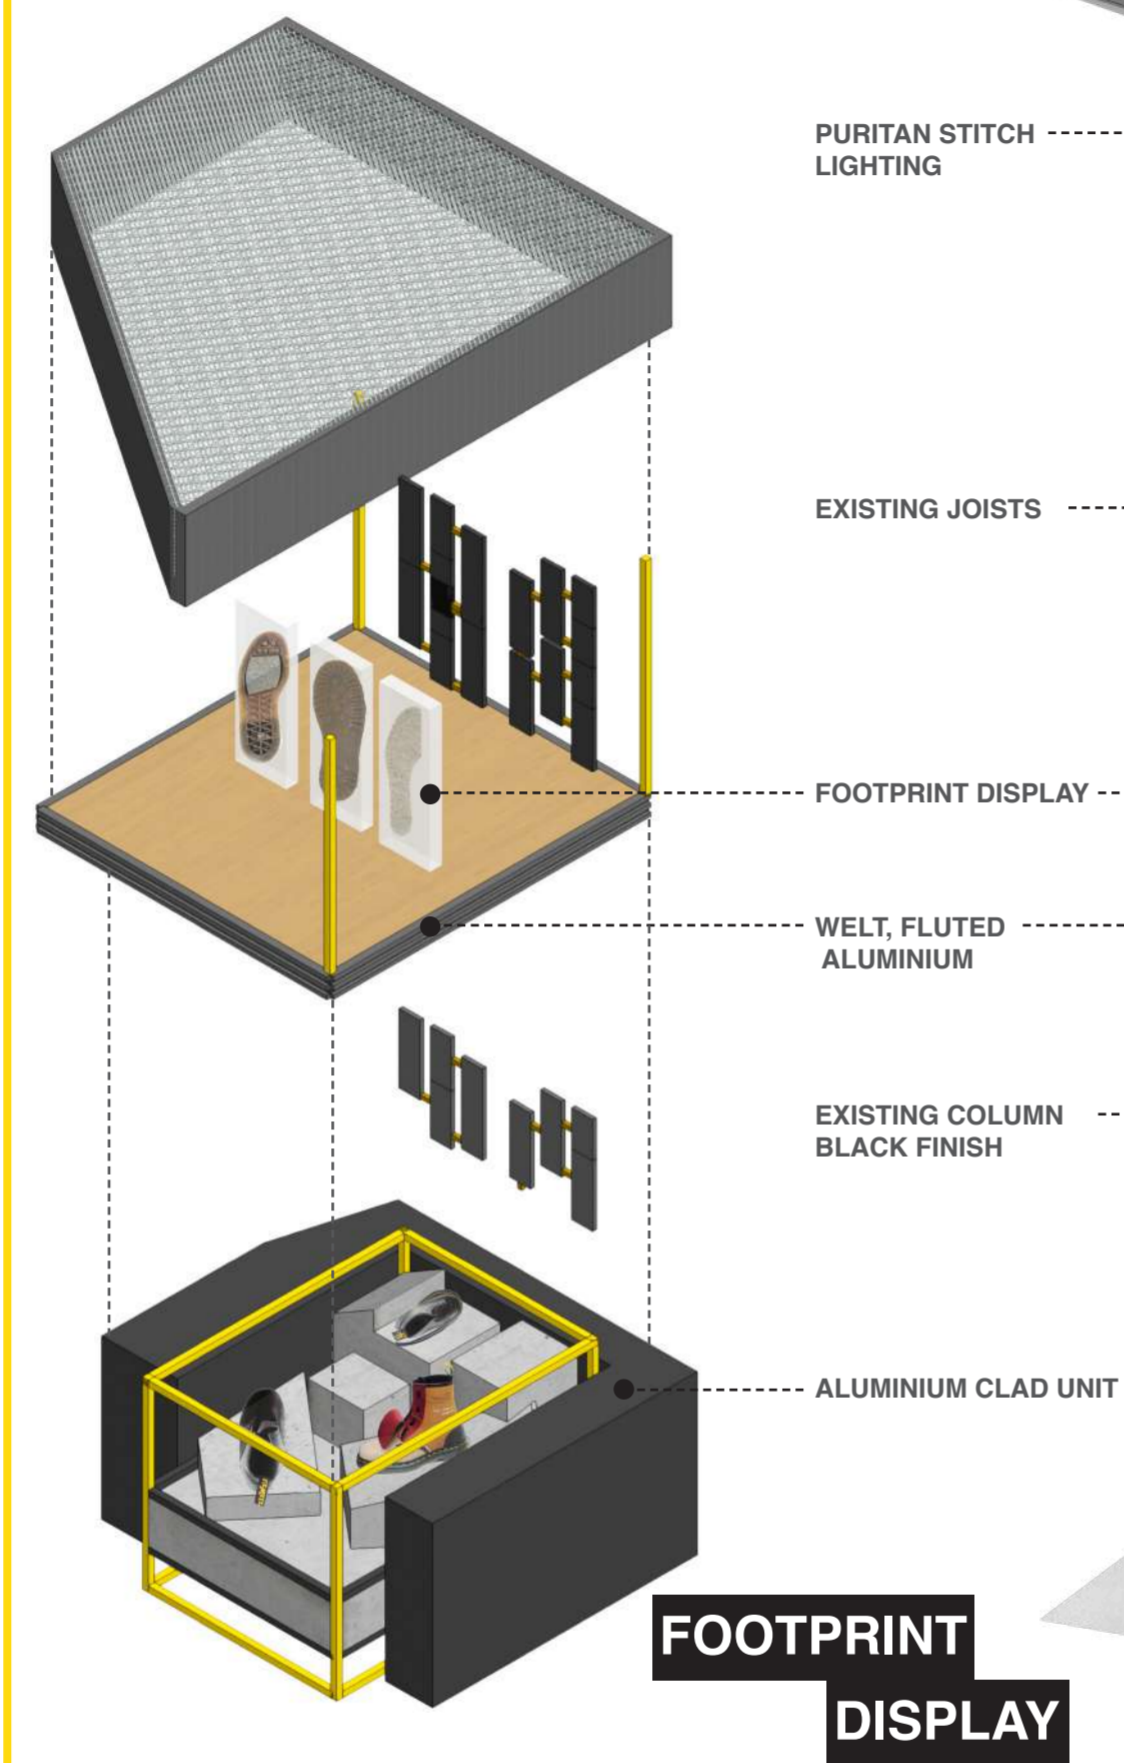 PURITAN STITCH
LIGHTING
EXISTING JOISTS
FOOTPRINT DISPLAY
WELT, FLUTED
ALUMINIUM
EXISTING COLUMN
BLACK FINISH
ALUMINIUM CLAD UNIT
FOOTPRINT
DISPLAY